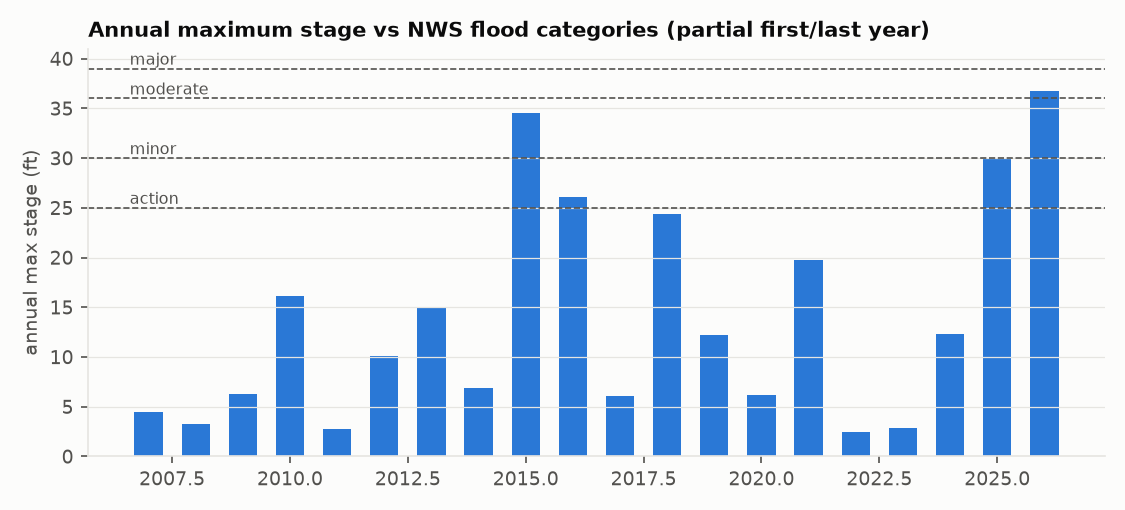 Annual maximum stage vs NWS flood categories (partial first/last year)
annual max stage (ft)
40
35
30
25
20
15
10
5
0
major
moderate
minor
action
2007.5 2010.0 2012.5 2015.0 2017.5 2020.0 2022.5 2025.0